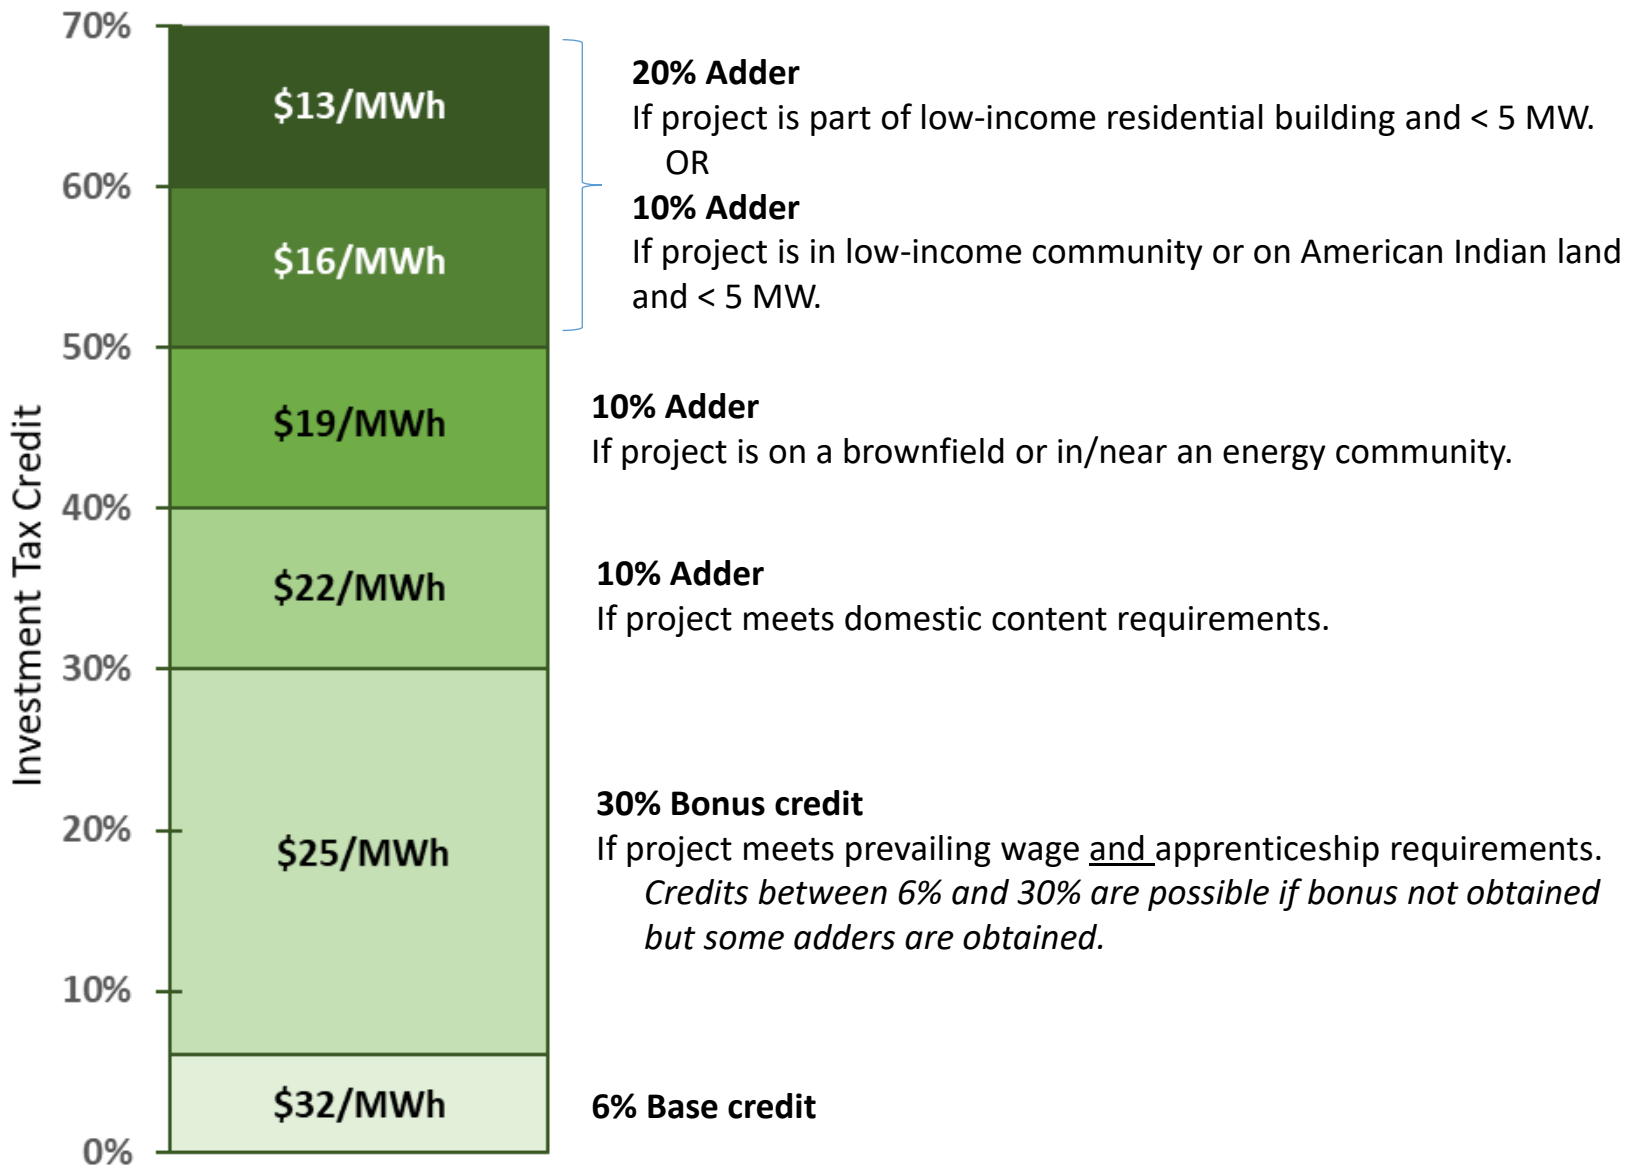 70%
$13/MWh
20% Adder
If project is part of low-income residential building and < 5 MW.
OR
60%
10% Adder
$16/MWh
If project is in low-income community or on American Indian land
and < 5 MW.
50%
$19/MWh
10% Adder
If project is on a brownfield or in/near an energy community.
Investment Tax Credit
40%
$22/MWh
10% Adder
If project meets domestic content requirements.
30%
20%
$25/MWh
30% Bonus credit
If project meets prevailing wage and apprenticeship requirements.
Credits between 6% and 30% are possible if bonus not obtained
but some adders are obtained.
10%
$32/MWh
6% Base credit
0%